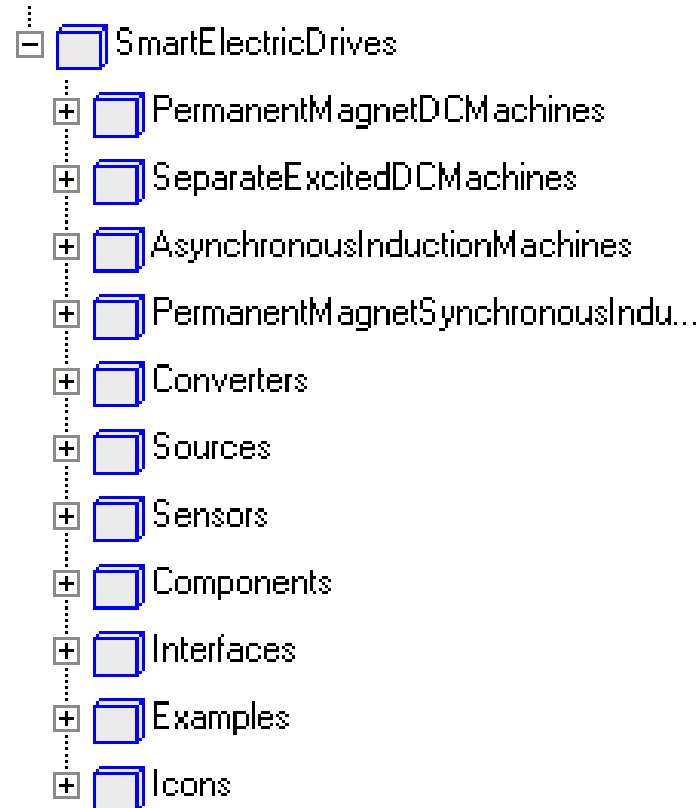 SmartElectricDrives
PermanentMagnetDCMachines
SeparateExcitedDCMachines
AsynchronousInductionMachines
PermanentMagnetSynchronousIndu...
Converters
Sources
Sensors
Components
Interfaces
Examples
Icons